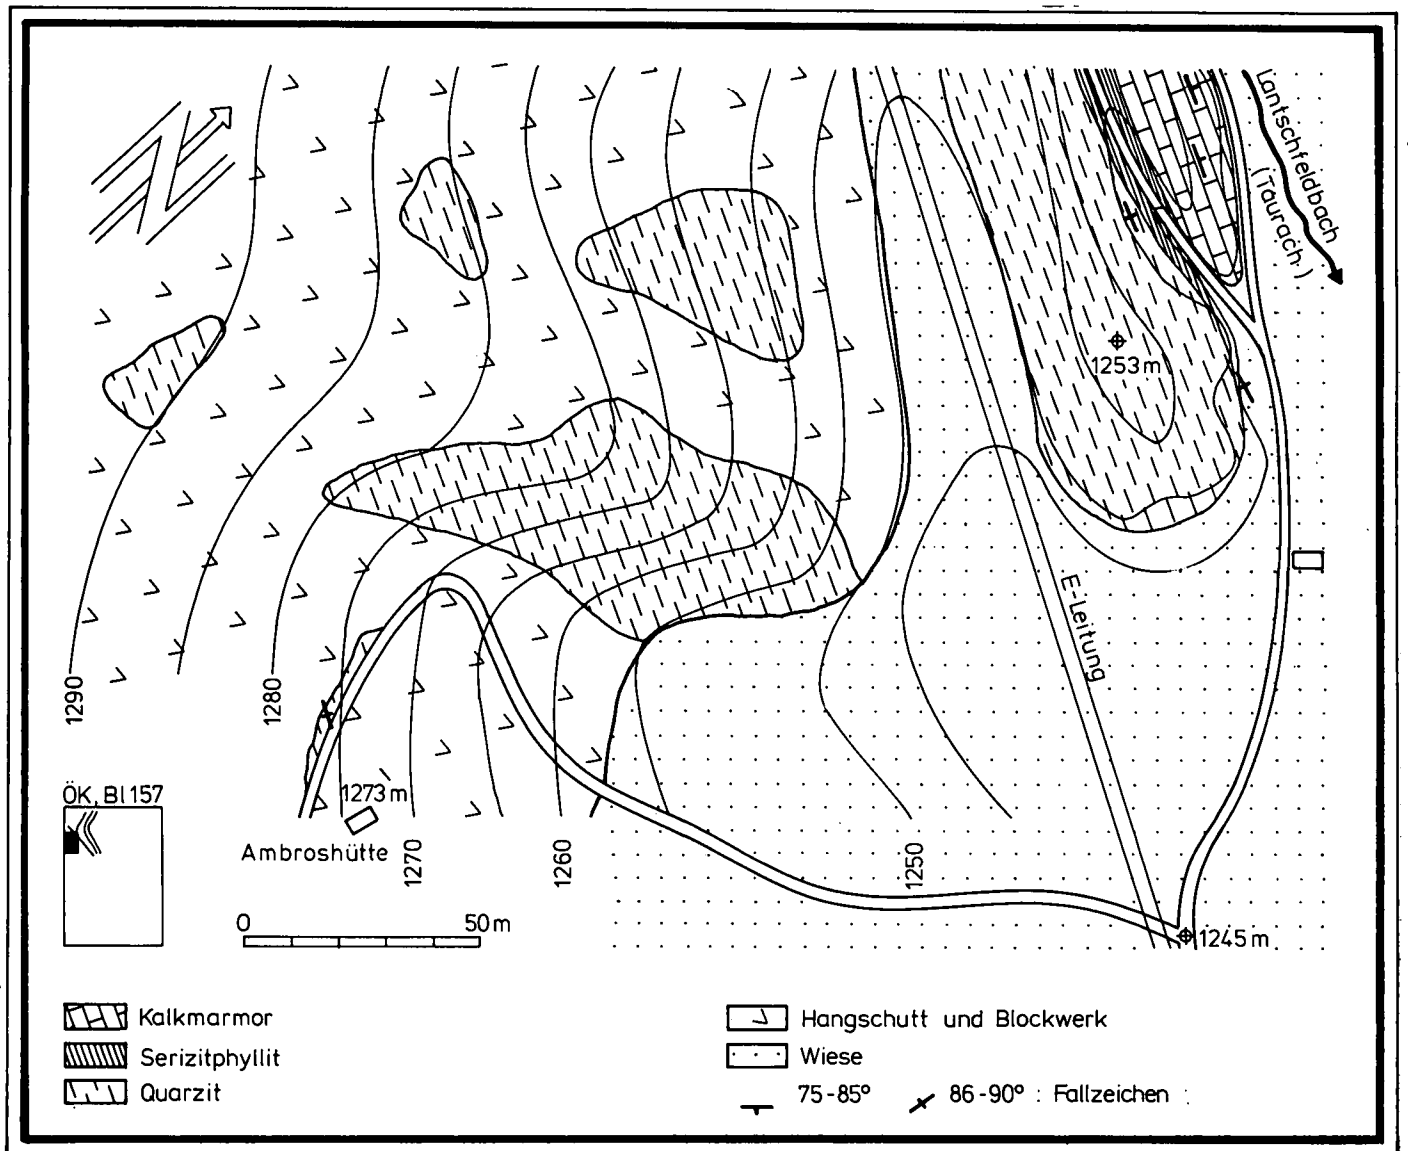 N
Lantschfeldbach
(Taurach)
1253 m
E-Leitung
1290
1280
1273 m
Ambroshütte
1270
1260
1250
1245 m
ÖK, Bl 157
0 50 m
Kalkmarmor
Serizitphyllit
Quarzit
Hangschutt und Blockwerk
Wiese
75-85° 86-90° : Fallzeichen